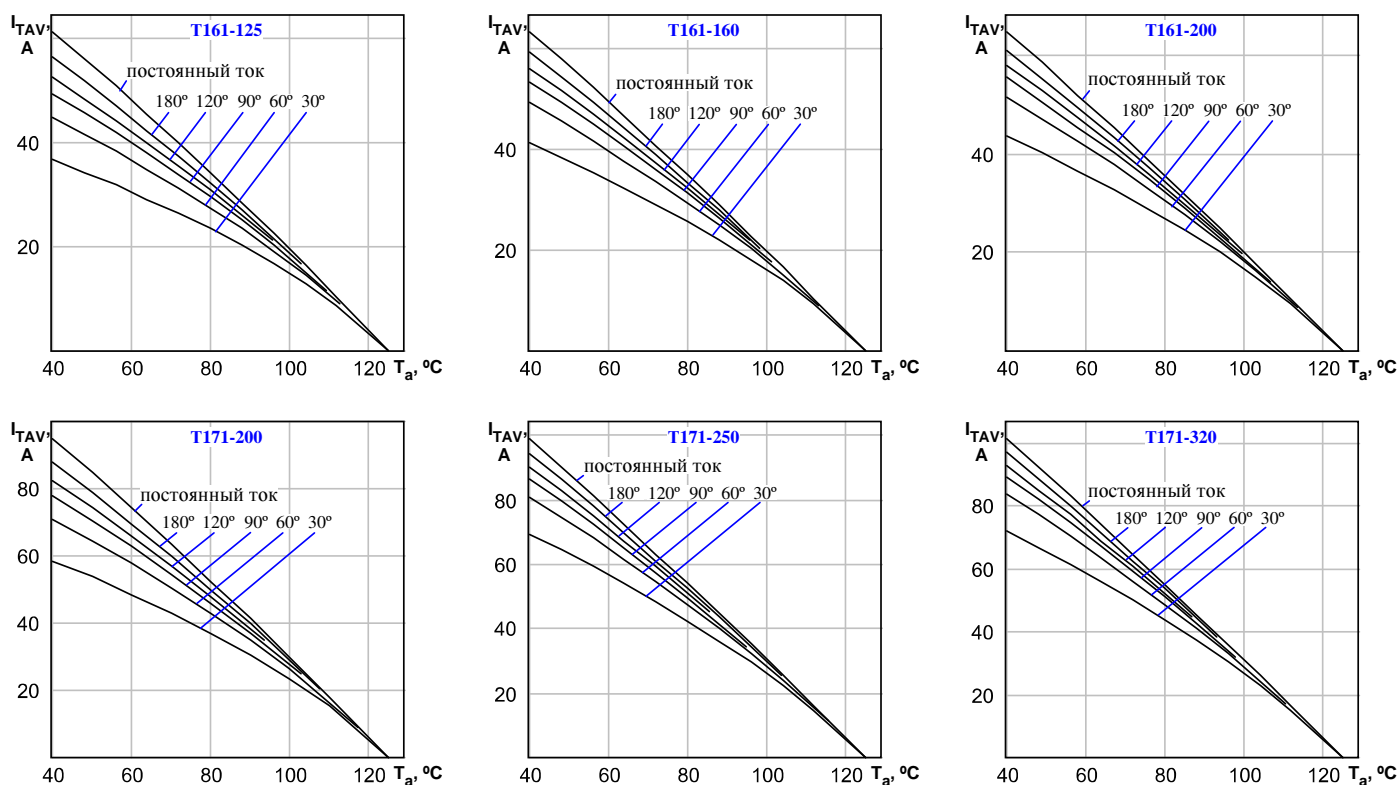 I_TAV, A
T161-125
постоянный ток
180º 120º 90º 60º 30º
40
20
40 60 80 100 120 T_a, ºC
I_TAV, A
T161-160
постоянный ток
180º 120º 90º 60º 30º
40
20
40 60 80 100 120 T_a, ºC
I_TAV, A
T161-200
постоянный ток
180º 120º 90º 60º 30º
40
20
40 60 80 100 120 T_a, ºC
I_TAV, A
T171-200
80
постоянный ток
180º 120º 90º 60º 30º
60
40
20
40 60 80 100 120 T_a, ºC
I_TAV, A
T171-250
постоянный ток
180º 120º 90º 60º 30º
80
60
40
20
40 60 80 100 120 T_a, ºC
I_TAV, A
T171-320
постоянный ток
80
180º 120º 90º 60º 30º
60
40
20
40 60 80 100 120 T_a, ºC